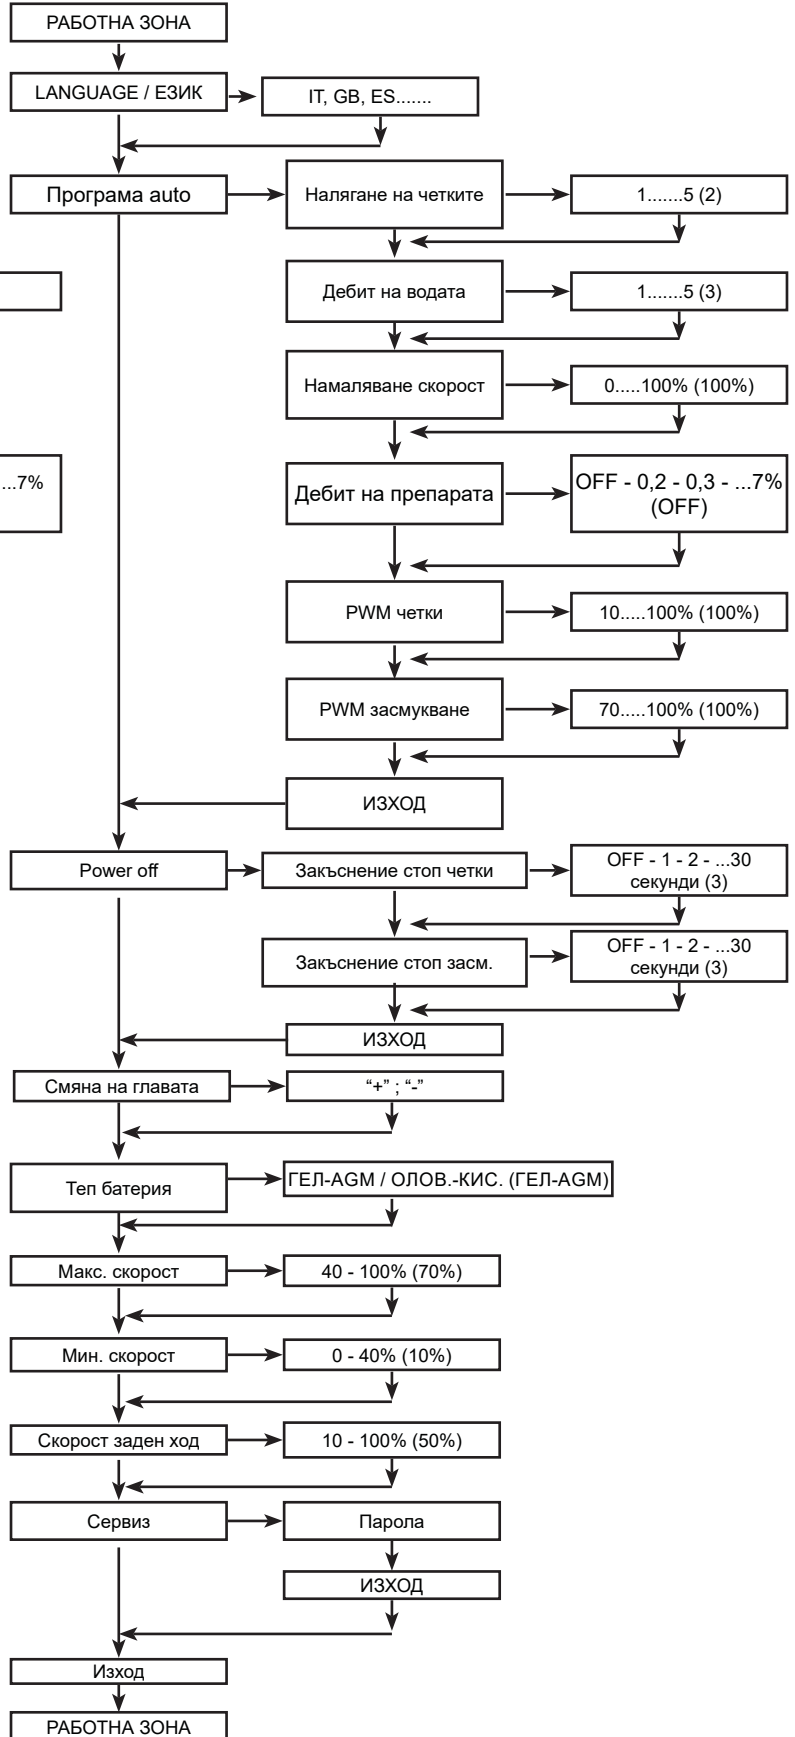 РАБОТНА ЗОНА
LANGUAGE / ЕЗИК
IT, GB, ES.......
Програма auto
Налягане на четките
1.......5 (2)
Дебит на водата
1.......5 (3)
Намаляване скорост
0.....100% (100%)
...7%
Дебит на препарата
OFF - 0,2 - 0,3 - ...7%
(OFF)
PWM четки
10.....100% (100%)
PWM засмукване
70.....100% (100%)
ИЗХОД
Power off
Закъснение стоп четки
OFF - 1 - 2 - ...30
секунди (3)
Закъснение стоп засм.
OFF - 1 - 2 - ...30
секунди (3)
ИЗХОД
Смяна на главата
“+” ; “-”
Теп батерия
ГЕЛ-AGM / ОЛОВ.-КИС. (ГЕЛ-AGM)
Макс. скорост
40 - 100% (70%)
Мин. скорост
0 - 40% (10%)
Скорост заден ход
10 - 100% (50%)
Сервиз
Парола
ИЗХОД
Изход
РАБОТНА ЗОНА